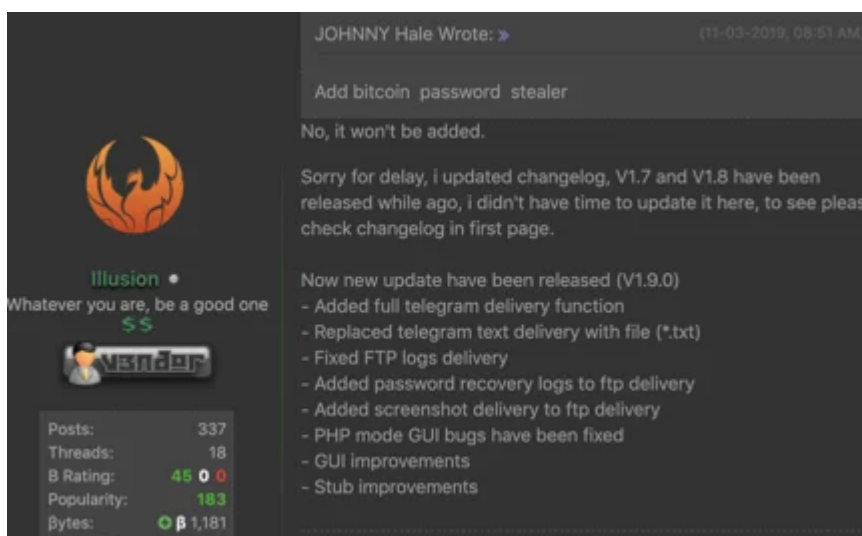 JOHNNY Hale Wrote: »
(11-03-2019, 08:51 AM
Add bitcoin password stealer
No, it won't be added.
Sorry for delay, i updated changelog, V1.7 and V1.8 have been
released while ago, i didn't have time to update it here, to see pleas
check changelog in first page.
Now new update have been released (V1.9.0)
- Added full telegram delivery function
- Replaced telegram text delivery with file (*.txt)
- Fixed FTP logs delivery
- Added password recovery logs to ftp delivery
- Added screenshot delivery to ftp delivery
- PHP mode GUI bugs have been fixed
- GUI improvements
- Stub improvements
Illusion
Whatever you are, be a good one
$$
v3ndor
Posts: 337
Threads: 18
B Rating: 45 0 0
Popularity: 183
βytes: β 1,181